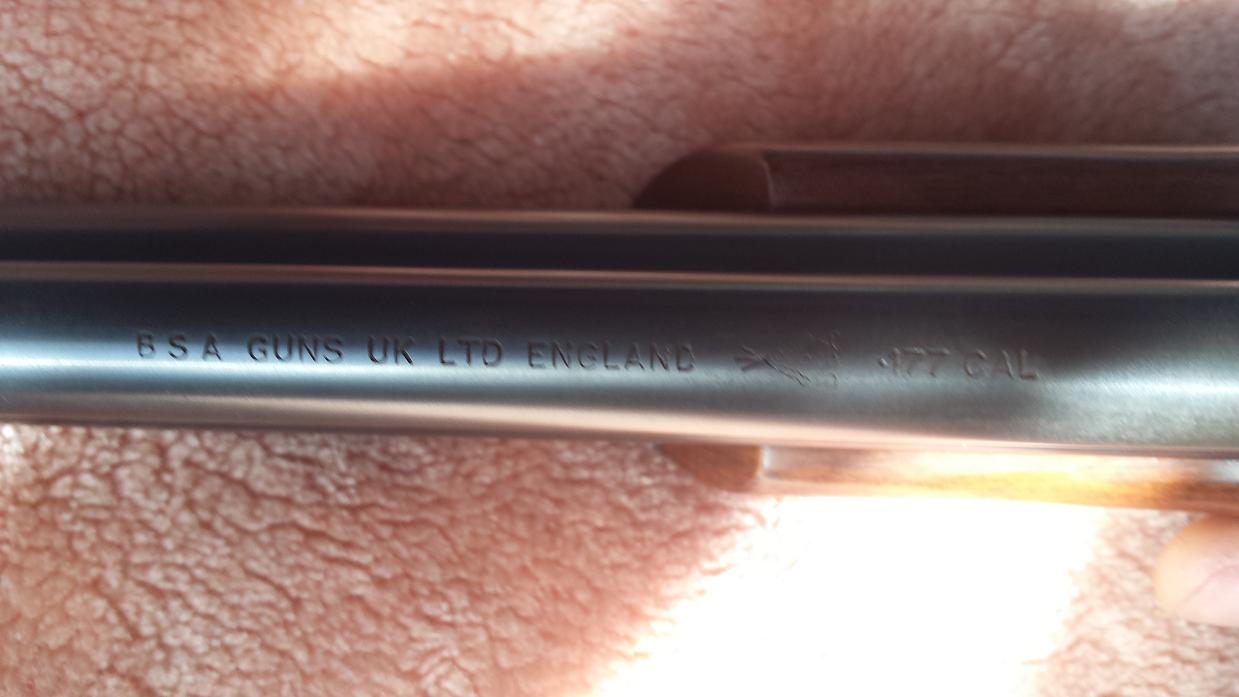 BSA GUNS UK LTD ENGLAND .177 CAL